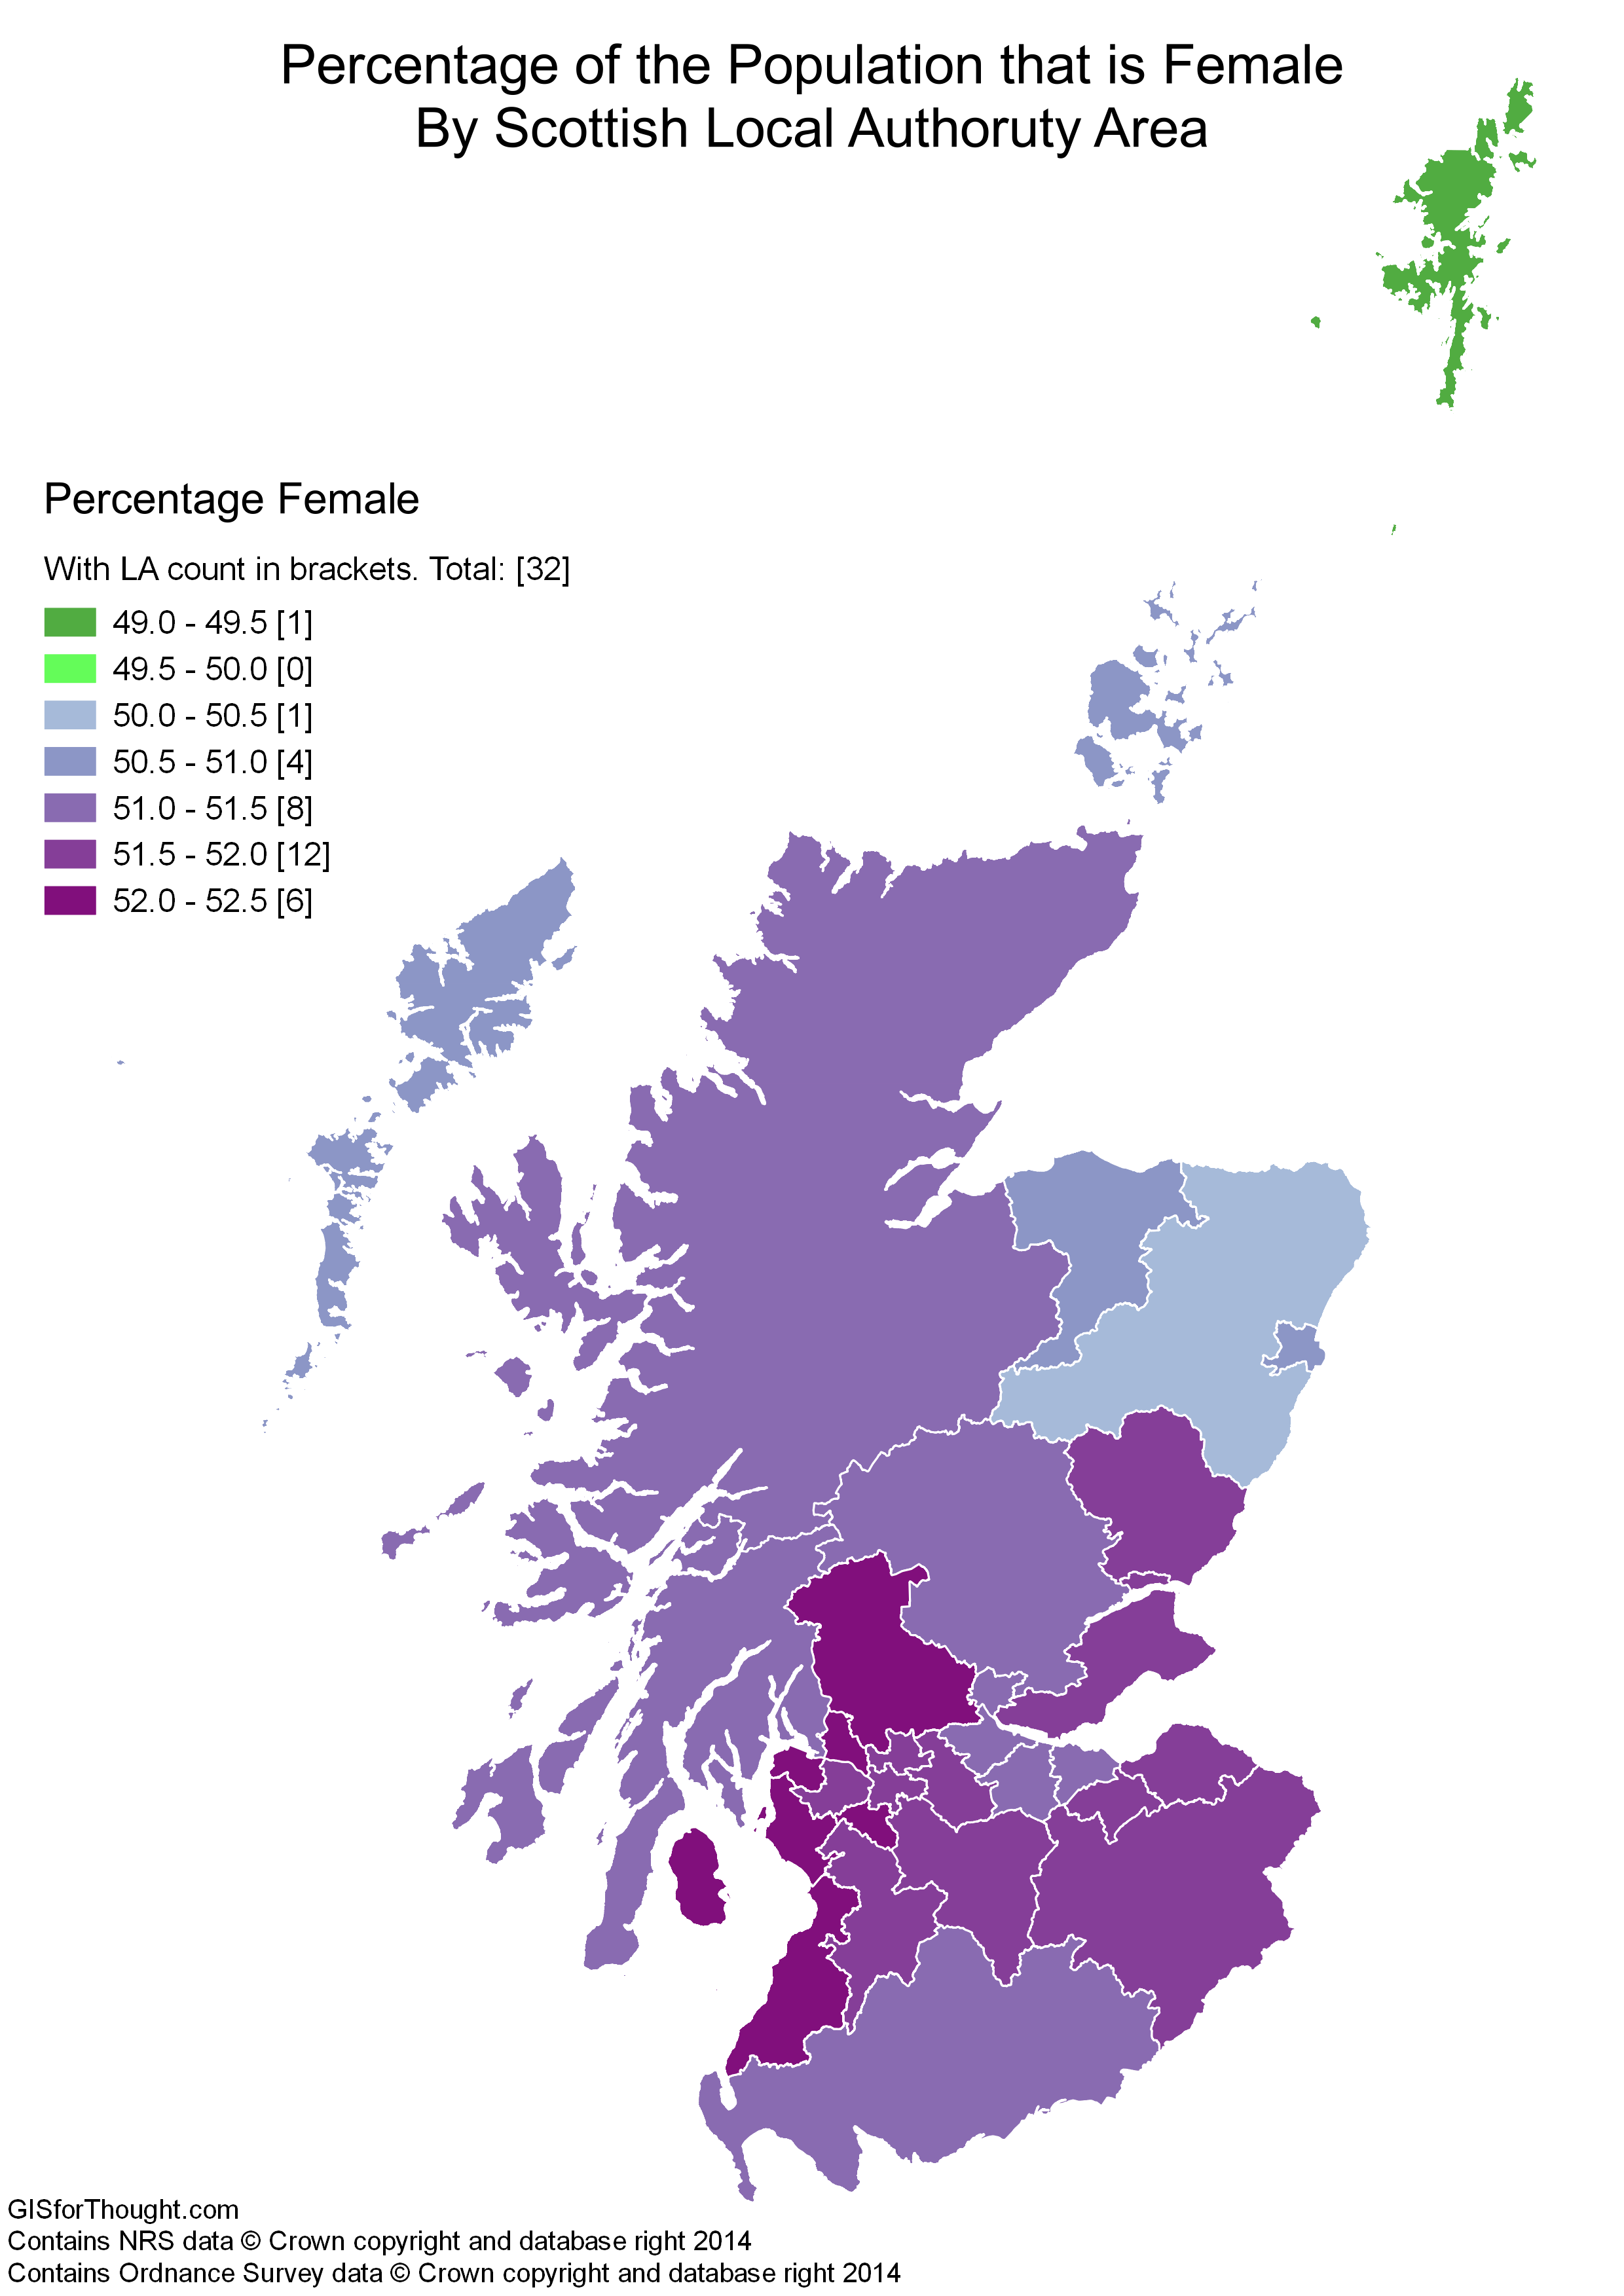 Percentage of the Population that is Female
By Scottish Local Authoruty Area
Percentage Female
With LA count in brackets. Total: [32]
49.0 - 49.5 [1]
49.5 - 50.0 [0]
50.0 - 50.5 [1]
50.5 - 51.0 [4]
51.0 - 51.5 [8]
51.5 - 52.0 [12]
52.0 - 52.5 [6]
GISforThought.com
Contains NRS data © Crown copyright and database right 2014
Contains Ordnance Survey data © Crown copyright and database right 2014